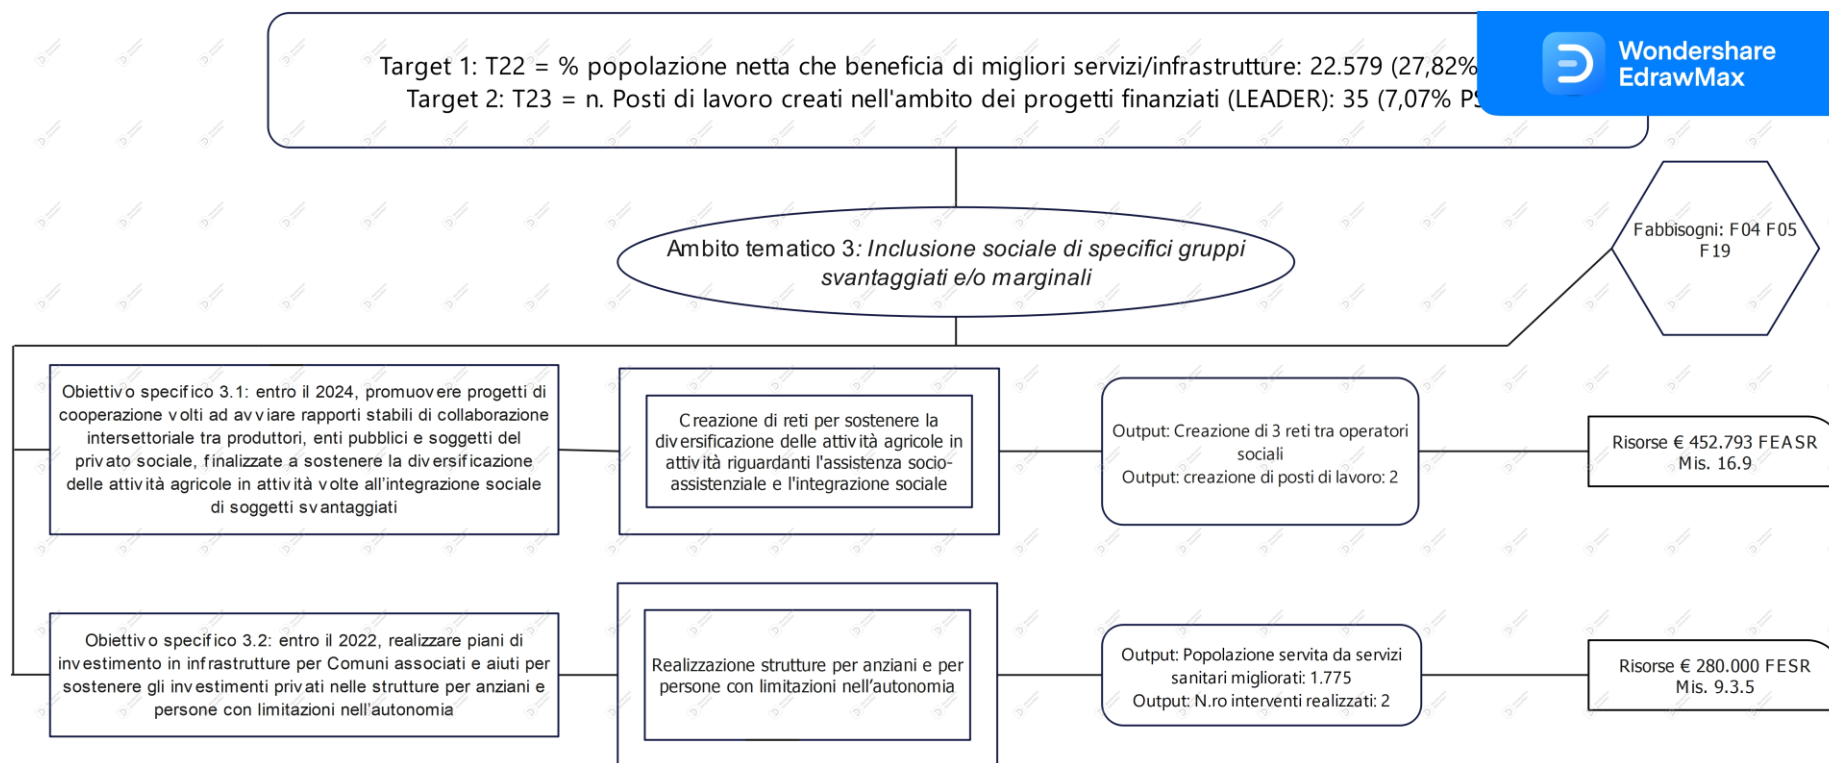 Target 1: T22 = % popolazione netta che beneficia di migliori servizi/infrastrutture: 22.579 (27,82%
Target 2: T23 = n. Posti di lavoro creati nell'ambito dei progetti finanziati (LEADER): 35 (7,07%
Wondershare
EdrawMax
Ambito tematico 3: Inclusione sociale di specifici gruppi
svantaggiati e/o marginali
Fabbisogni: F04 F05
F19
Obiettivo specifico 3.1: entro il 2024, promuovere progetti di
cooperazione volti ad avviare rapporti stabili di collaborazione
intersettoriale tra produttori, enti pubblici e soggetti del
privato sociale, finalizzate a sostenere la diversificazione
delle attività agricole in attività volte all'integrazione sociale
di soggetti svantaggiati
Creazione di reti per sostenere la
diversificazione delle attività agricole in
attività riguardanti l'assistenza socio-
assistenziale e l'integrazione sociale
Output: Creazione di 3 reti tra operatori
sociali
Output: creazione di posti di lavoro: 2
Risorse € 452.793 FEASR
Mis. 16.9
Obiettivo specifico 3.2: entro il 2022, realizzare piani di
investimento in infrastrutture per Comuni associati e aiuti per
sostenere gli investimenti privati nelle strutture per anziani e
persone con limitazioni nell'autonomia
Realizzazione strutture per anziani e per
persone con limitazioni nell'autonomia
Output: Popolazione servita da servizi
sanitari migliorati: 1.775
Output: N.ro interventi realizzati: 2
Risorse € 280.000 FESR
Mis. 9.3.5